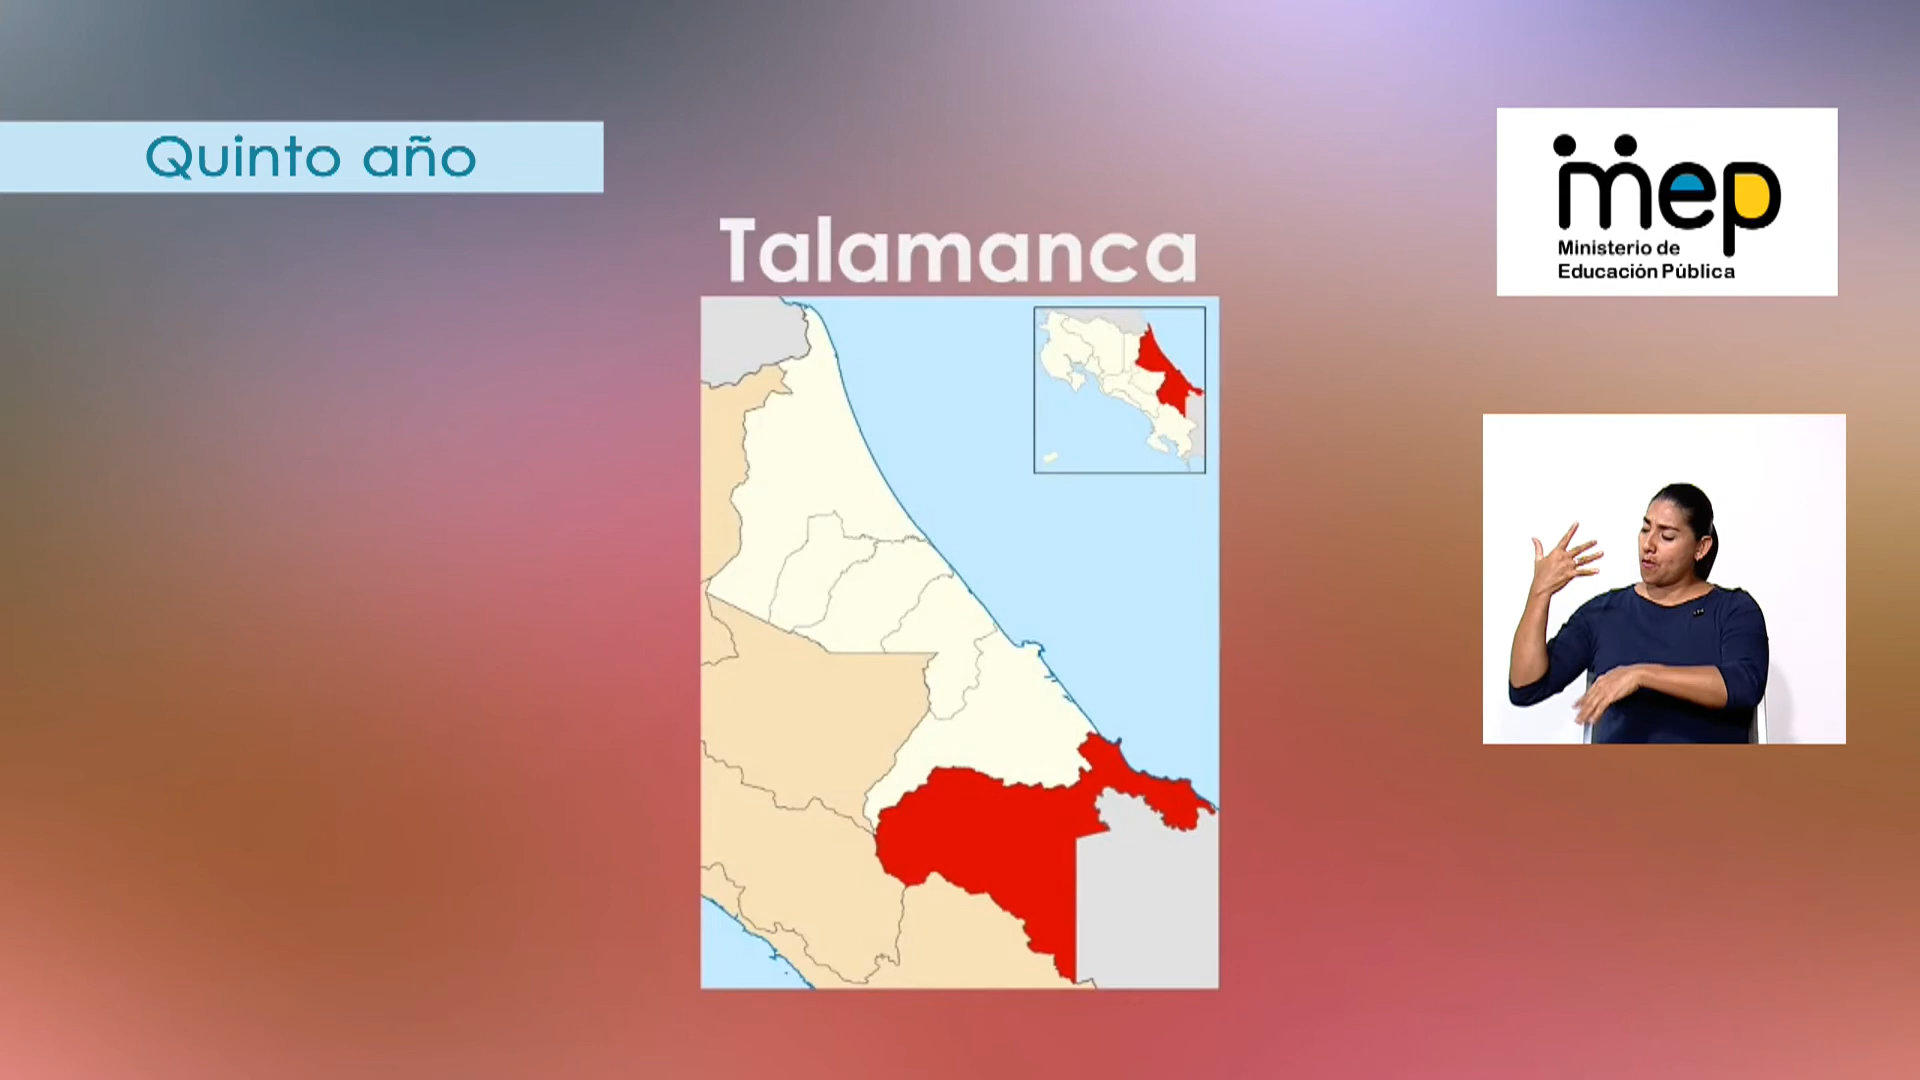 Quinto año
Talamanca
mep
Ministerio de
Educación Pública